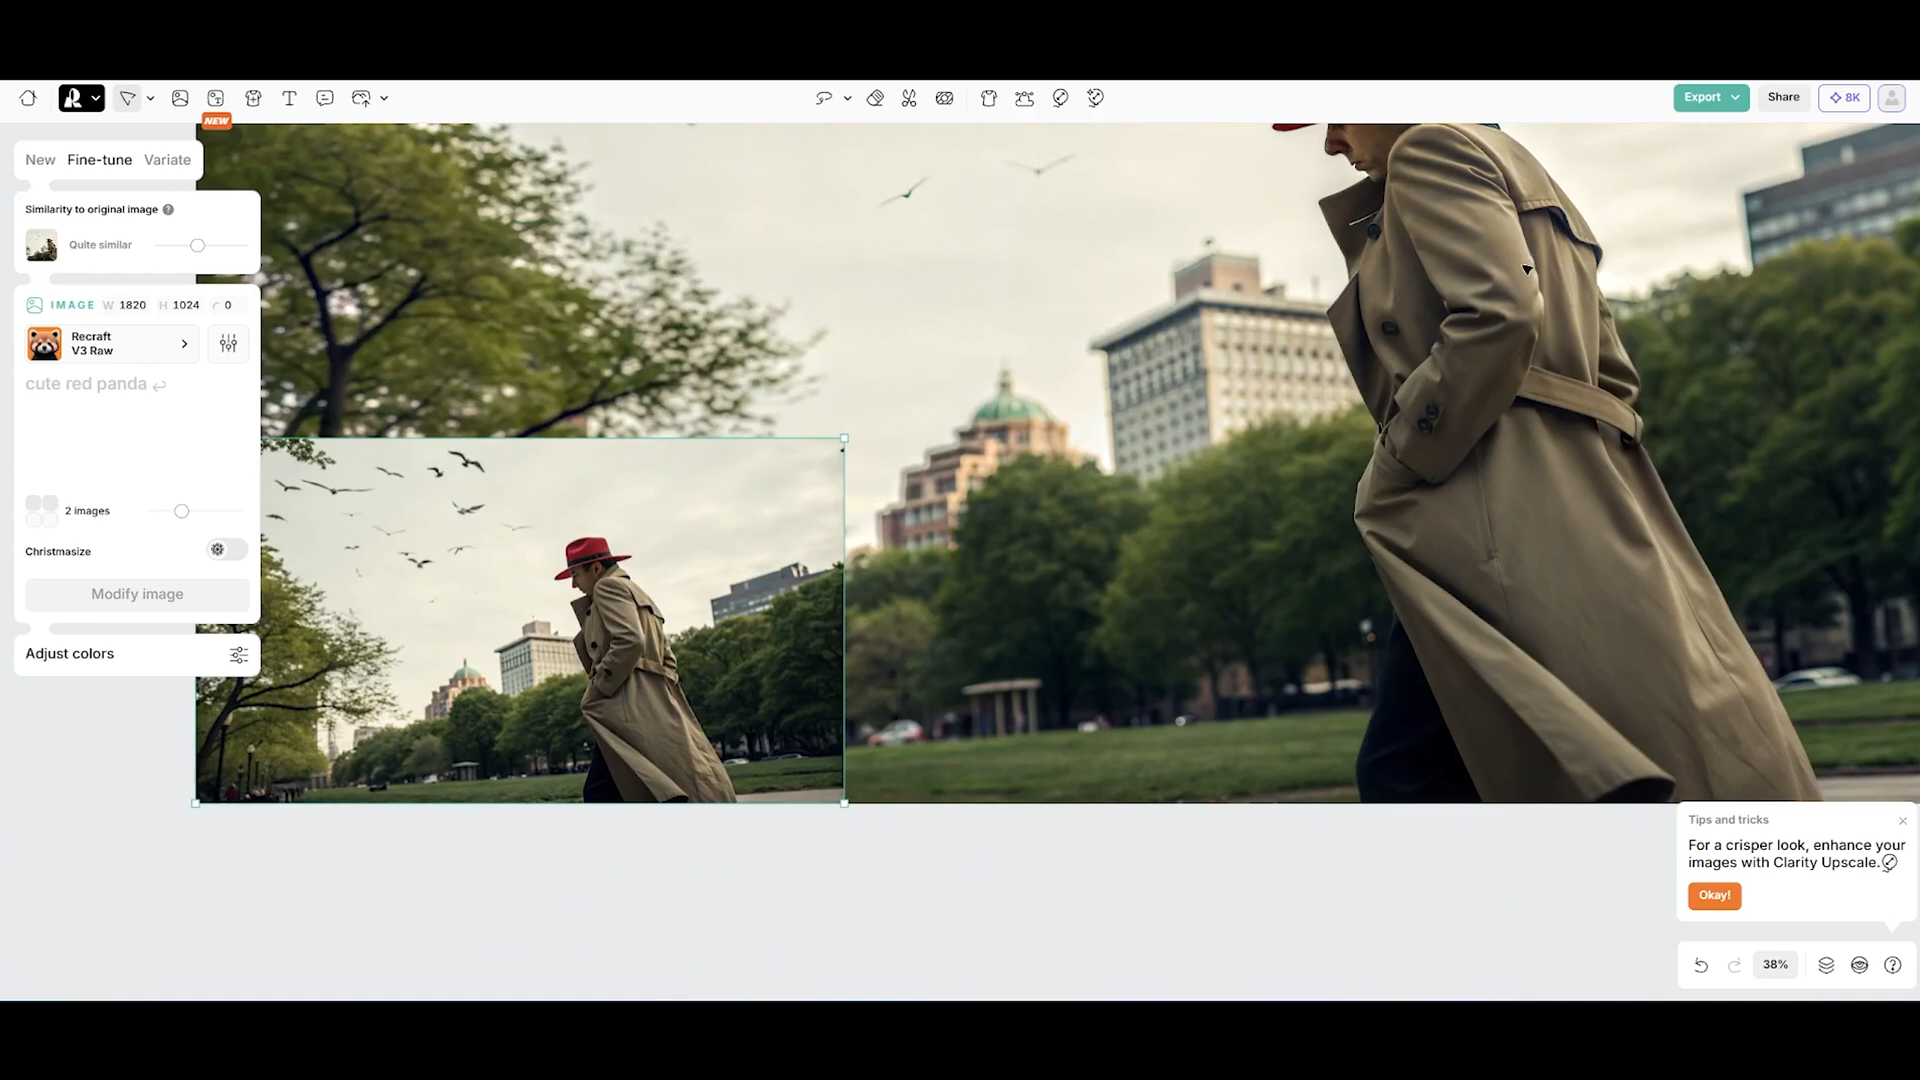 Export
Share
8K
NEW
New Fine-tune Variate
Similarity to original image ?
Quite similar
IMAGE W 1820 H 1024 0
Recraft
V3 Raw
cute red panda
2 images
Christmasize
Modify image
Adjust colors
Tips and tricks
For a crisper look, enhance your
images with Clarity Upscale.
Okay!
38%